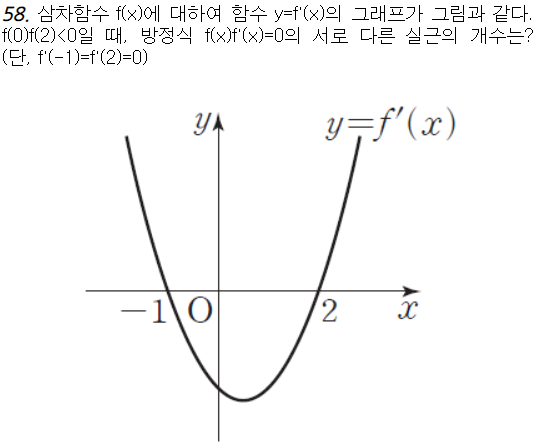 58. 삼차함수 f(x)에 대하여 함수 y=f'(x)의 그래프가 그림과 같다.
f(0)f(2)<0일 때, 방정식 f(x)f'(x)=0의 서로 다른 실근의 개수는?
(단, f'(-1)=f'(2)=0)
y
y=f'(x)
-1
O
2
x